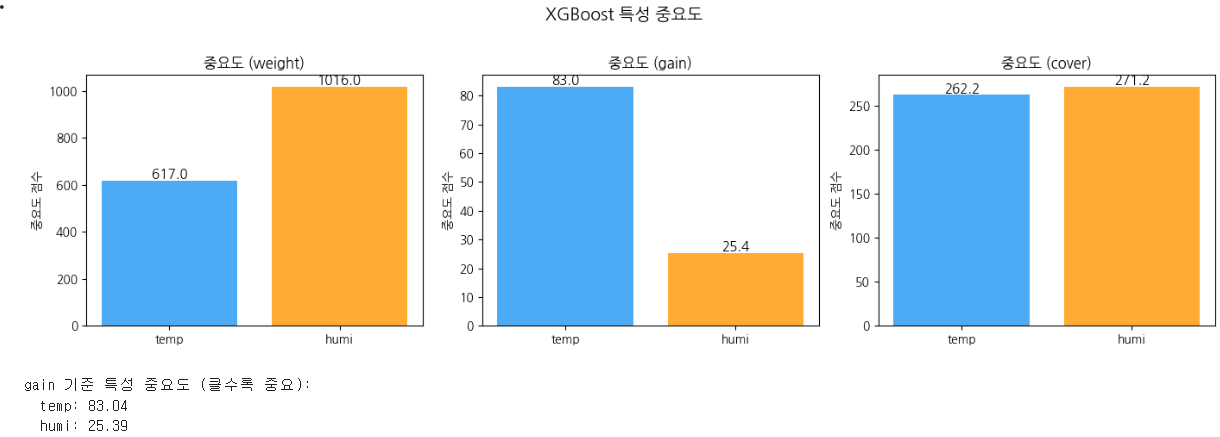 XGBoost 특성 중요도
중요도 (weight)
중요도 점수
1000
800
600
400
200
0
617.0
1016.0
temp
humi
중요도 (gain)
중요도 점수
80
70
60
50
40
30
20
10
0
83.0
25.4
temp
humi
중요도 (cover)
중요도 점수
250
200
150
100
50
0
262.2
271.2
temp
humi
gain 기준 특성 중요도 (클수록 중요):
temp: 83.04
humi: 25.39